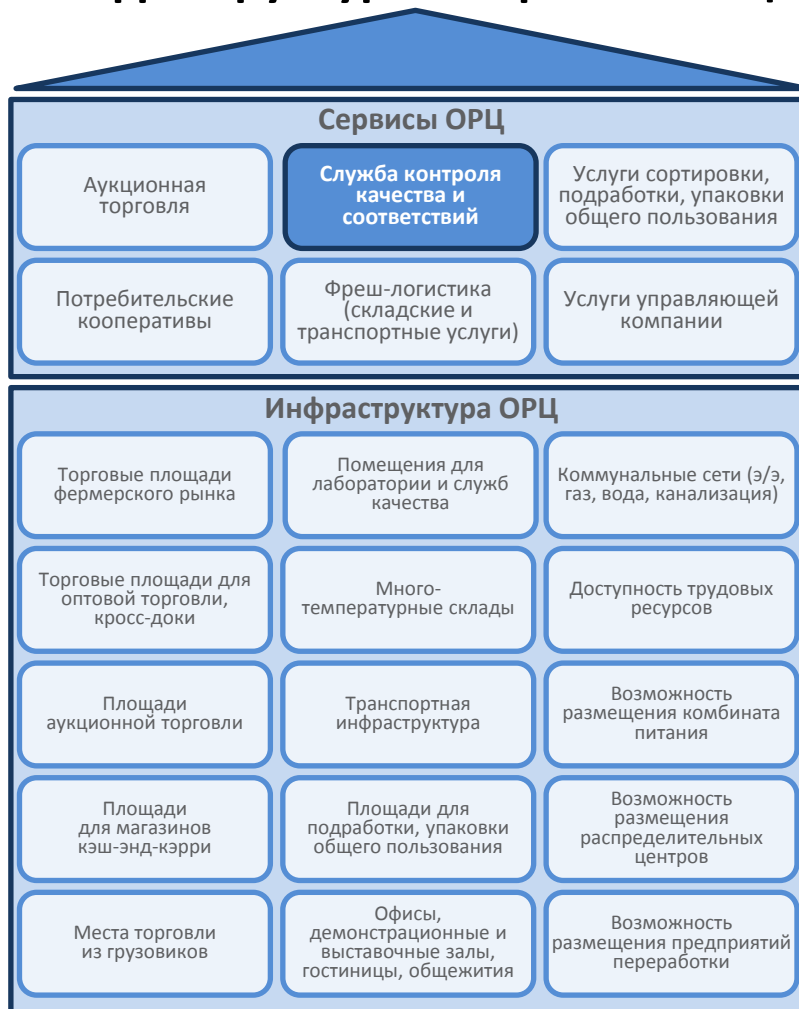 Сервисы ОРЦ
Аукционная
торговля
Служба контроля
качества и
соответствий
Услуги сортировки,
подработки, упаковки
общего пользования
Потребительские
кооперативы
Фреш-логистика
(складские и
транспортные услуги)
Услуги управляющей
компании
Инфраструктура ОРЦ
Торговые площади
фермерского рынка
Помещения для
лаборатории и служб
качества
Коммунальные сети (э/э,
газ, вода, канализация)
Торговые площади для
оптовой торговли,
кросс-доки
Много-
температурные склады
Доступность трудовых
ресурсов
Площади
аукционной торговли
Транспортная
инфраструктура
Возможность
размещения комбината
питания
Площади
для магазинов
кэш-энд-кэрри
Площади для
подработки, упаковки
общего пользования
Возможность
размещения
распределительных
центров
Места торговли
из грузовиков
Офисы,
демонстрационные и
выставочные залы,
гостиницы, общежития
Возможность
размещения предприятий
переработки